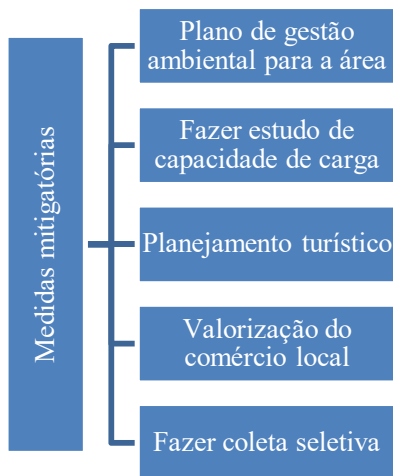 Medidas mitigatórias
Plano de gestão
ambiental para a área
Fazer estudo de
capacidade de carga
Planejamento turístico
Valorização do
comércio local
Fazer coleta seletiva